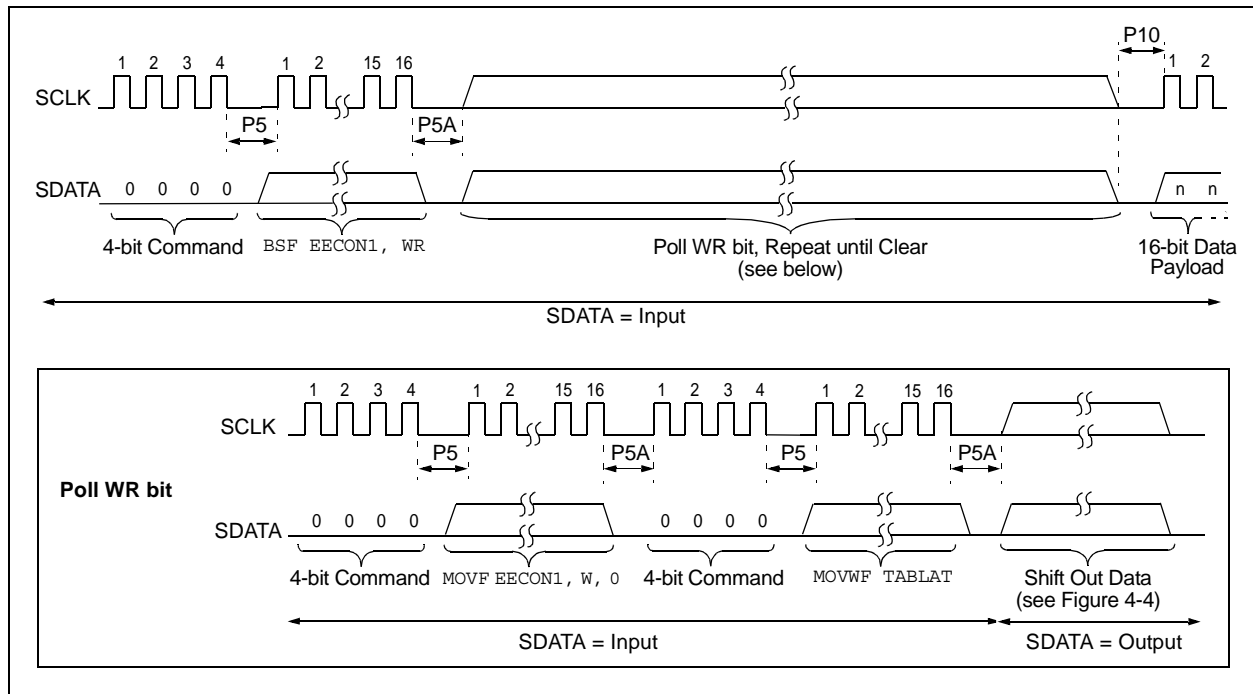 P10
1 2 3 4 1 2 15 16 1 2
SCLK
P5 P5A
SDATA 0 0 0 0 n n
4-bit Command BSF EECON1, WR Poll WR bit, Repeat until Clear 16-bit Data
(see below) Payload
SDATA = Input
1 2 3 4 1 2 15 16 1 2 3 4 1 2 15 16
SCLK
P5 P5A P5 P5A
Poll WR bit
SDATA 0 0 0 0 0 0 0 0
4-bit Command MOVF EECON1, W, 0 4-bit Command MOVWF TABLAT Shift Out Data
(see Figure 4-4)
SDATA = Input SDATA = Output